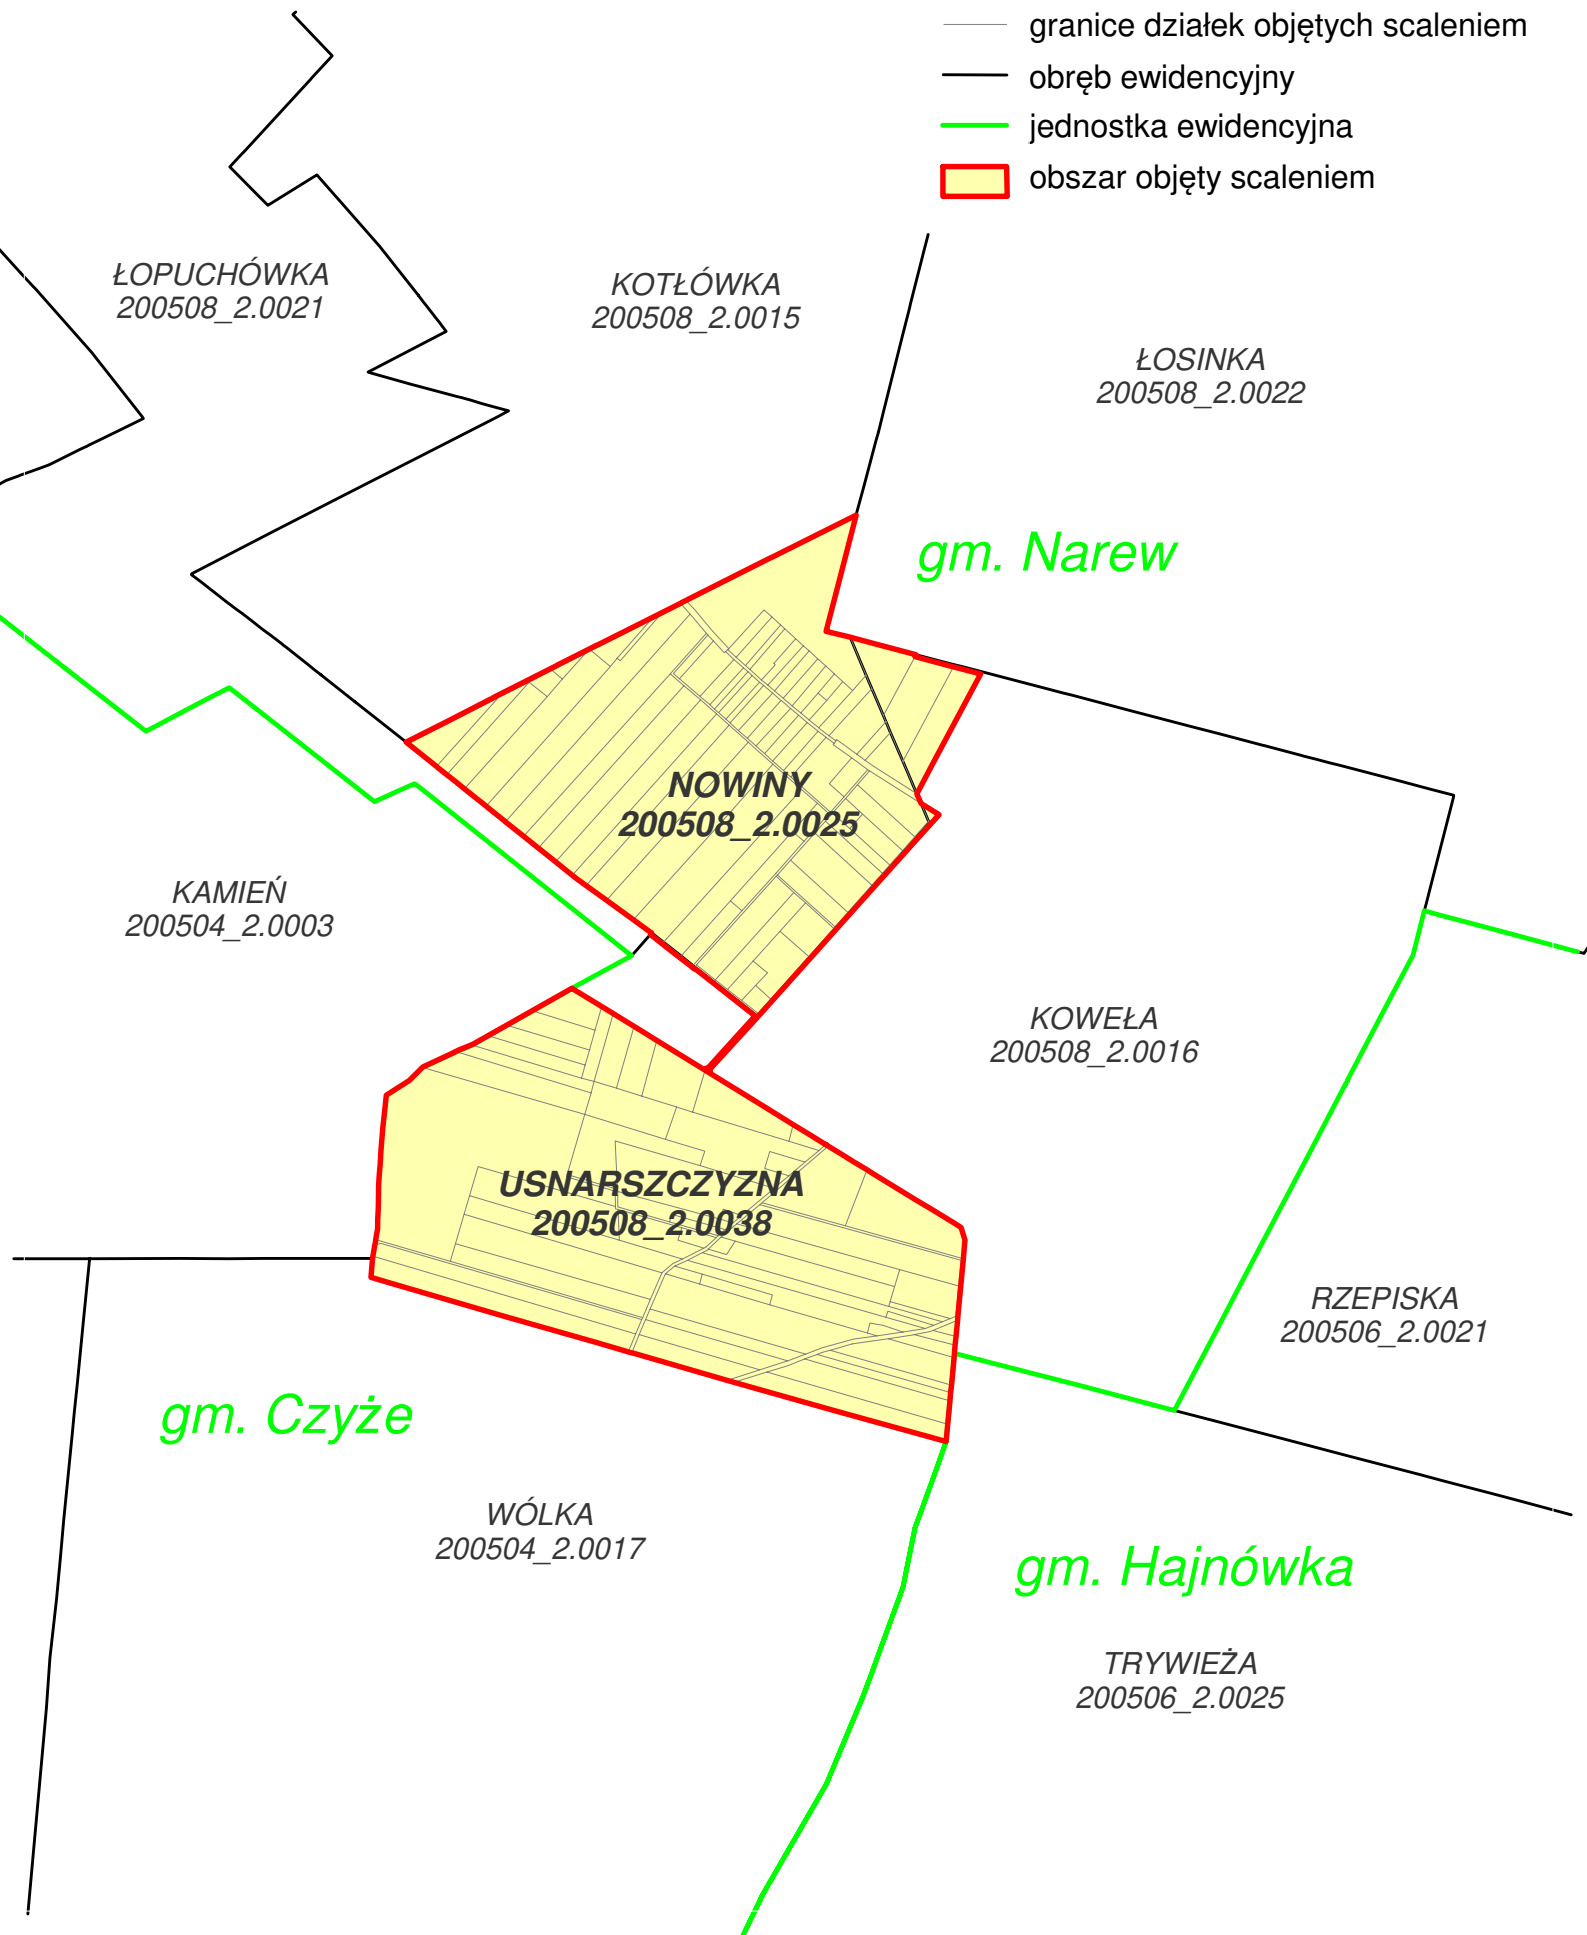 granice działek objętych scaleniem
obręb ewidencyjny
jednostka ewidencyjna
obszar objęty scaleniem
ŁOPUCHÓWKA
200508_2.0021
KOTŁÓWKA
200508_2.0015
ŁOSINKA
200508_2.0022
gm. Narew
NOWINY
200508_2.0025
KAMIEŃ
200504_2.0003
KOWEŁA
200508_2.0016
USNARSZCZYZNA
200508_2.0038
RZEPISKA
200506_2.0021
gm. Czyże
WÓLKA
200504_2.0017
gm. Hajnówka
TRYWIEŻA
200506_2.0025